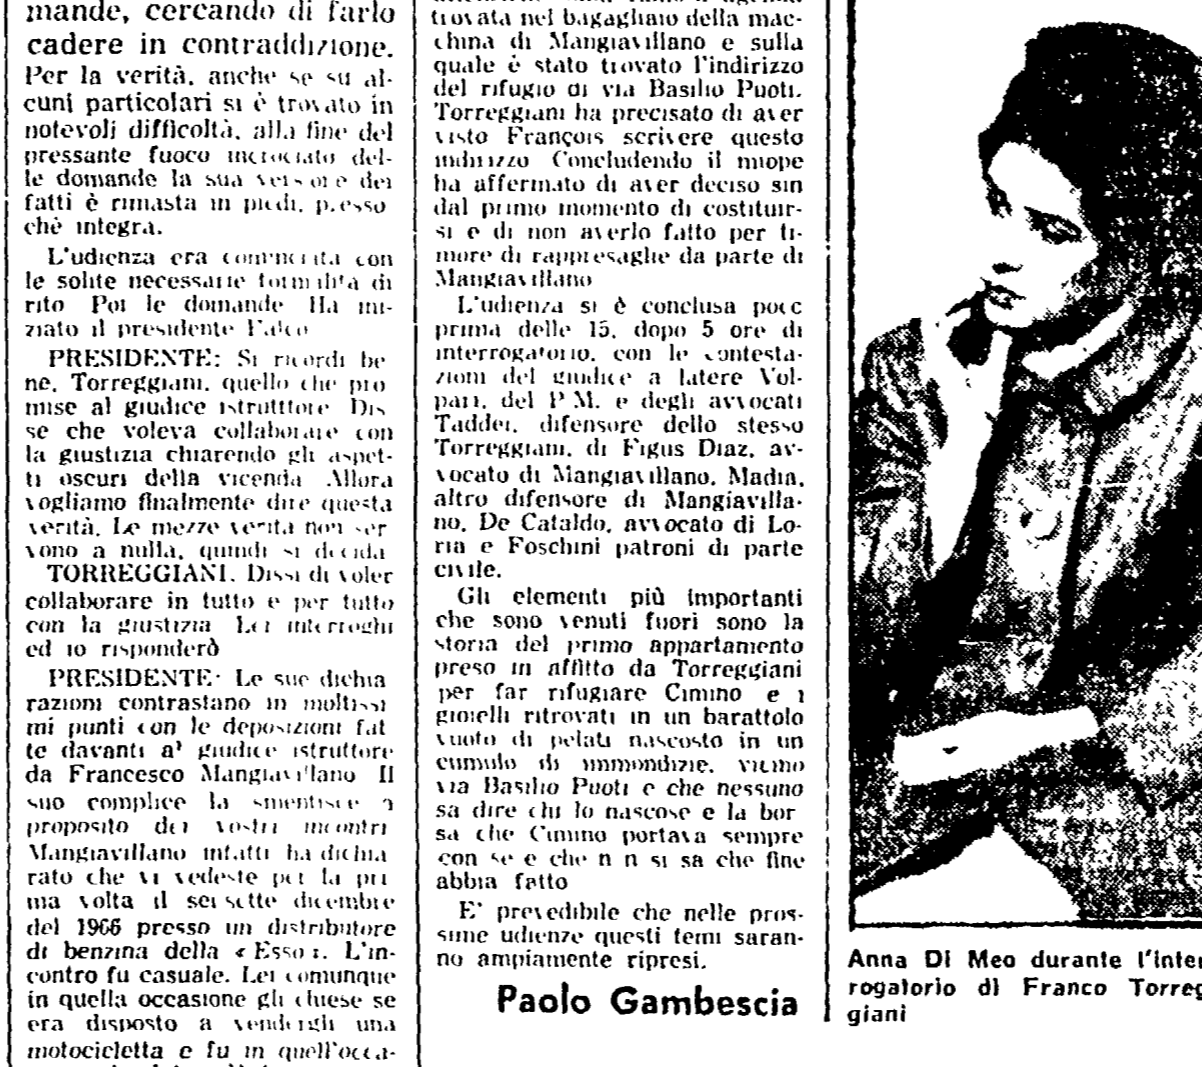 mande, cercando di farlo
cadere in contraddizione.
Per la verità, anche se su al-
cuni particolari si è trovato in
notevoli difficoltà, alla fine del
pressante fuoco incrociato del-
le domande la sua versione dei
fatti è rimasta in piedi, presso
chè integra.
L'udienza era cominciata con
le solite necessarie formalità di
rito Poi le domande Ha ini-
ziato il presidente Falco
PRESIDENTE: Si ricordi be-
ne, Torreggiani, quello che pro
mise al giudice istruttore Dis
se che voleva collaborare con
la giustizia chiarendo gli aspet-
ti oscuri della vicenda Allora
vogliamo finalmente dire questa
verità. Le mezze verità non ser
vono a nulla, quindi si decida
TORREGGIANI. Dissi di voler
collaborare in tutto e per tutto
con la giustizia Lei interroghi
ed io risponderò
PRESIDENTE: Le sue dichia
razioni contrastano in moltissi
mi punti con le deposizioni fat
te davanti al giudice istruttore
da Francesco Mangiavillano Il
suo complice la smentisce a
proposito dei vostri incontri
Mangiavillano infatti ha dichia
rato che vi vedeste per la pri
ma volta il sei sette dicembre
del 1966 presso un distributore
di benzina della « Esso ». L'in-
contro fu casuale. Lei comunque
in quella occasione gli chiese se
era disposto a vendergli una
motocicletta e fu in quell'occa-
trovata nel bagagliaio della mac-
china di Mangiavillano e sulla
quale è stato trovato l'indirizzo
del rifugio di via Basilio Puoti.
Torreggiani ha precisato di aver
visto François scrivere questo
indirizzo Concludendo il miope
ha affermato di aver deciso sin
dal primo momento di costituir-
si e di non averlo fatto per ti-
more di rappresaglie da parte di
Mangiavillano
L'udienza si è conclusa poco
prima delle 15, dopo 5 ore di
interrogatorio, con le contesta-
zioni del giudice a latere Vol-
pari, del P M. e degli avvocati
Taddei, difensore dello stesso
Torreggiani, di Figus Diaz, av-
vocato di Mangiavillano, Madia,
altro difensore di Mangiavilla-
no, De Cataldo, avvocato di Lo-
ria e Foschini patroni di parte
civile.
Gli elementi più importanti
che sono venuti fuori sono la
storia del primo appartamento
preso in affitto da Torreggiani
per far rifugiare Cimino e i
gioielli ritrovati in un barattolo
vuoto di pelati nascosto in un
cumulo di immondizie, vicino
via Basilio Puoti e che nessuno
sa dire chi lo nascose e la bor
sa che Cimino portava sempre
con se e che n n si sa che fine
abbia fatto
E' prevedibile che nelle pros-
sime udienze questi temi saran-
no ampiamente ripresi.
Paolo Gambescia
Anna Di Meo durante l'inter
rogatorio di Franco Torreg
giani